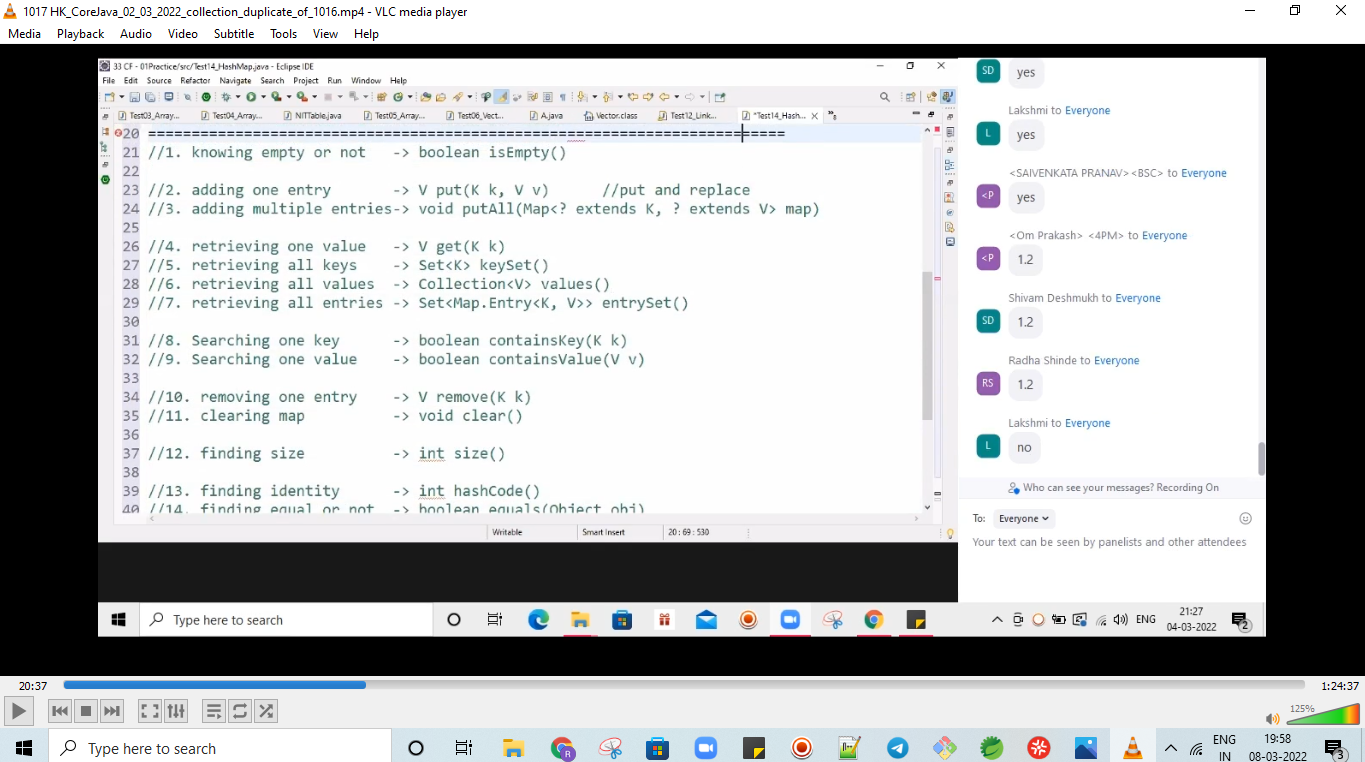 1017 HK_CoreJava_02_03_2022_collection_duplicate_of_1016.mp4 - VLC media player
Media Playback Audio Video Subtitle Tools View Help
33 CF - 01Practice/src/Test14_HashMap.java - Eclipse IDE
File Edit Source Refactor Navigate Search Project Run Window Help
Test03_Array... Test04_Array... NITTable.java Test05_Array... Test06_Vect... A.java Vector.class Test12_Link... *Test14_Hash...
20 =========================================================================
21 //1. knowing empty or not -> boolean isEmpty()
22
23 //2. adding one entry -> V put(K k, V v) //put and replace
24 //3. adding multiple entries-> void putAll(Map<? extends K, ? extends V> map)
25
26 //4. retrieving one value -> V get(K k)
27 //5. retrieving all keys -> Set<K> keySet()
28 //6. retrieving all values -> Collection<V> values()
29 //7. retrieving all entries -> Set<Map.Entry<K, V>> entrySet()
30
31 //8. Searching one key -> boolean containsKey(K k)
32 //9. Searching one value -> boolean containsValue(V v)
33
34 //10. removing one entry -> V remove(K k)
35 //11. clearing map -> void clear()
36
37 //12. finding size -> int size()
38
39 //13. finding identity -> int hashCode()
40 //14. finding equal or not -> boolean equals(Object obj)
Writable Smart Insert 20 : 69 : 530
SD yes
Lakshmi to Everyone
L yes
<SAIVENKATA PRANAV> <BSC> to Everyone
<P yes
<Om Prakash> <4PM> to Everyone
<P 1.2
Shivam Deshmukh to Everyone
SD 1.2
Radha Shinde to Everyone
RS 1.2
Lakshmi to Everyone
L no
Who can see your messages? Recording On
To: Everyone
Your text can be seen by panelists and other attendees
Type here to search
ENG
21:27
04-03-2022
2
20:37
1:24:37
125%
Type here to search
R
ENG
IN
19:58
08-03-2022
3